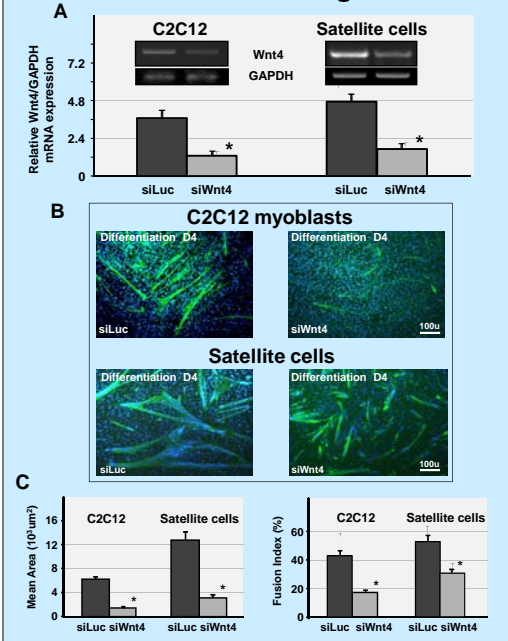 A
C2C12 Satellite cells
Wnt4
GAPDH
Relative Wnt4/GAPDH
mRNA expression
7.2
4.8
2.4
0
*
*
siLuc siWnt4 siLuc siWnt4
B
C2C12 myoblasts
Differentiation D4 Differentiation D4
siLuc siWnt4 100u
Satellite cells
Differentiation D4 Differentiation D4
siLuc siWnt4 100u
C
Mean Area (10³um²)
16
12
8
4
0
C2C12 Satellite cells
*
*
siLuc siWnt4 siLuc siWnt4
Fusion Index (%)
60
40
20
0
C2C12 Satellite cells
*
*
siLuc siWnt4 siLuc siWnt4